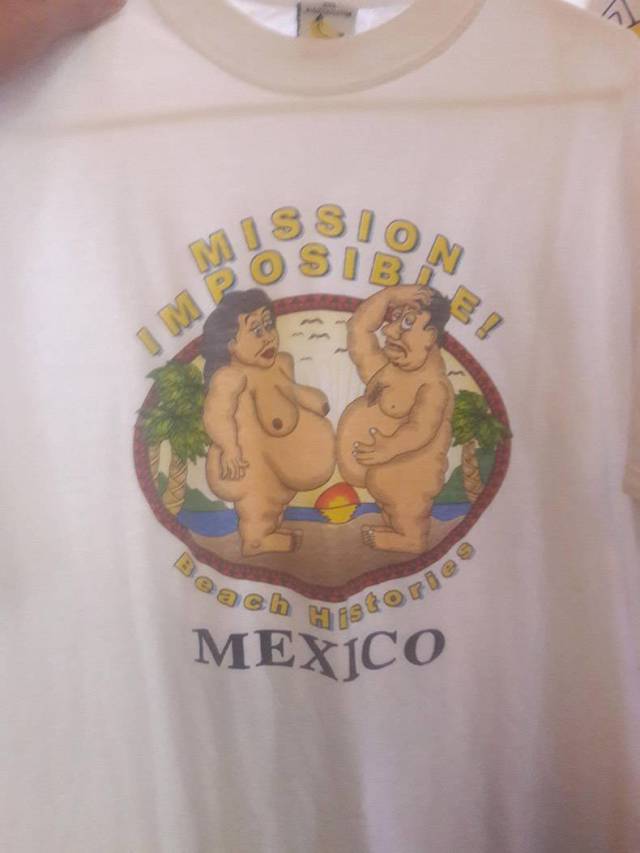 MISSION
IMPOSIBLE!
Beach Histories
MEXICO